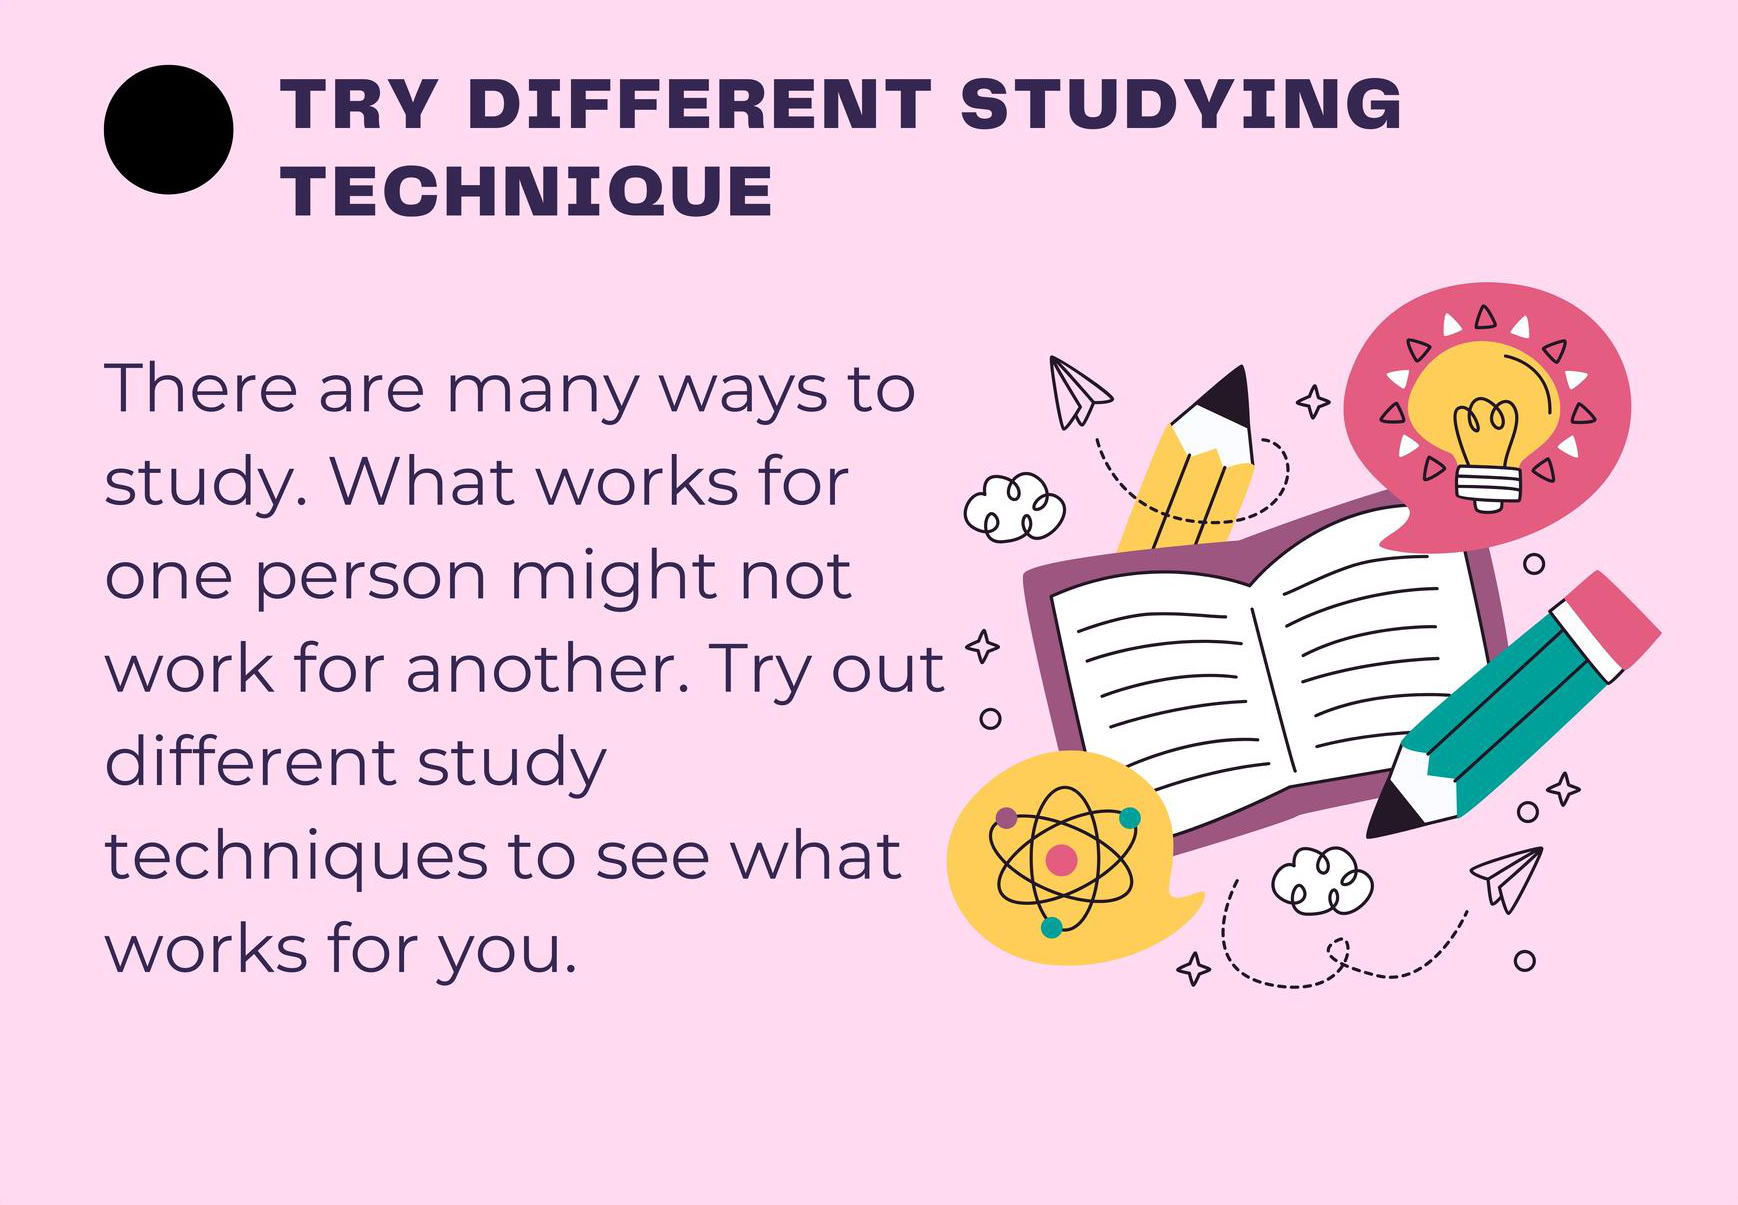 TRY DIFFERENT STUDYING
TECHNIQUE
There are many ways to
study. What works for
one person might not
work for another. Try out
different study
techniques to see what
works for you.